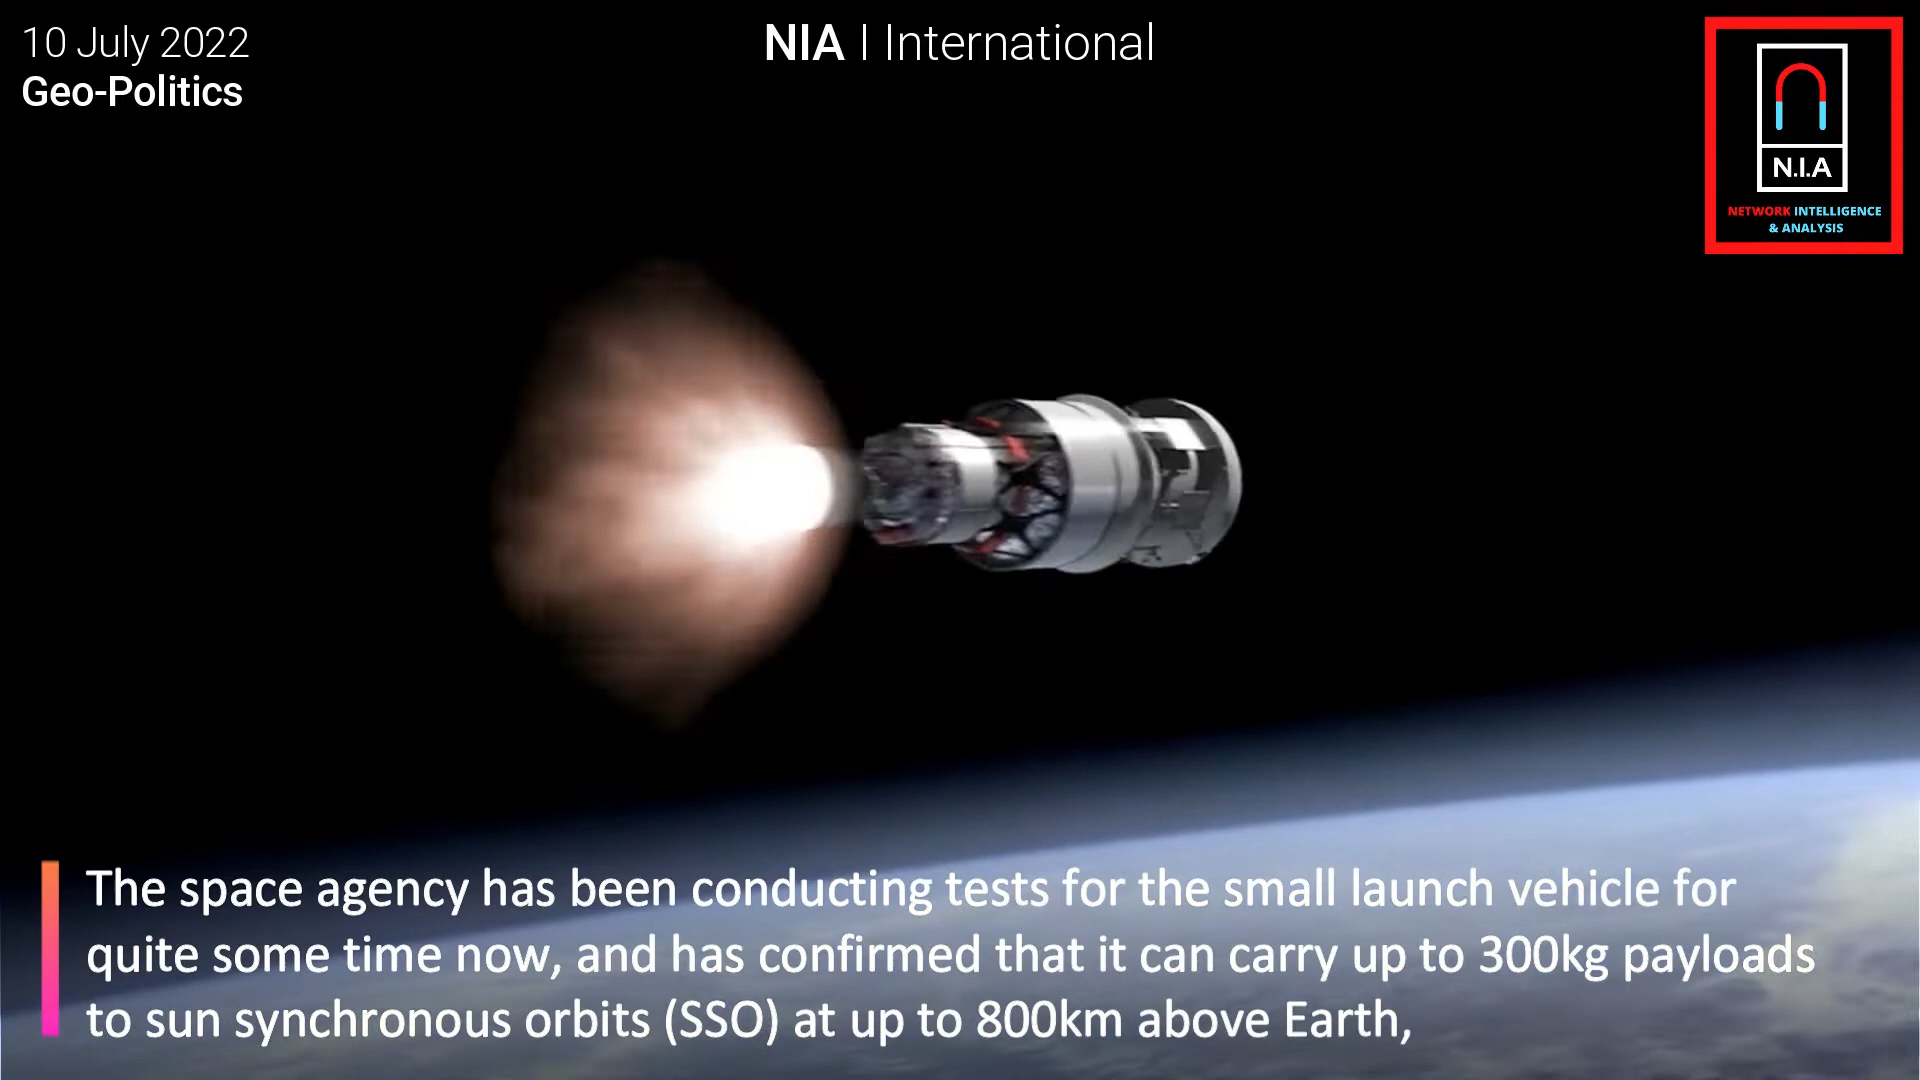 10 July 2022
Geo-Politics
NIA | International
N.I.A
NETWORK INTELLIGENCE
& ANALYSIS
The space agency has been conducting tests for the small launch vehicle for
quite some time now, and has confirmed that it can carry up to 300kg payloads
to sun synchronous orbits (SSO) at up to 800km above Earth,